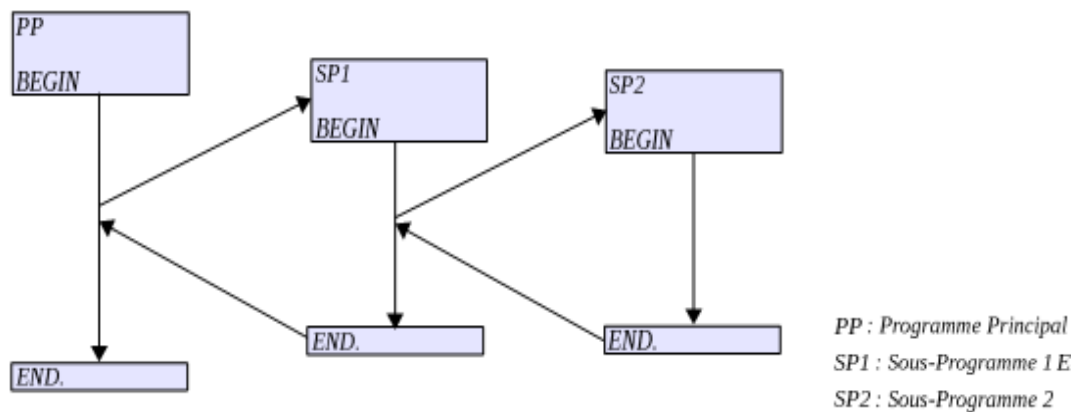 PP
BEGIN
END.
SP1
BEGIN
END.
SP2
BEGIN
END.
PP : Programme Principal
SP1 : Sous-Programme 1 E
SP2 : Sous-Programme 2